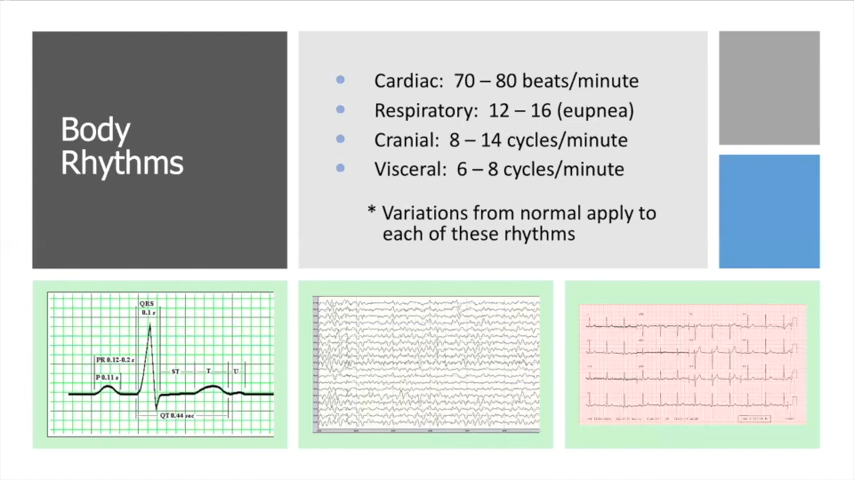 Body
Rhythms
Cardiac: 70 – 80 beats/minute
Respiratory: 12 – 16 (eupnea)
Cranial: 8 – 14 cycles/minute
Visceral: 6 – 8 cycles/minute
* Variations from normal apply to
each of these rhythms
QRS
0.1 s
PR 0.12-0.2 s
P 0.11 s
ST
T
U
QT 0.44 sec